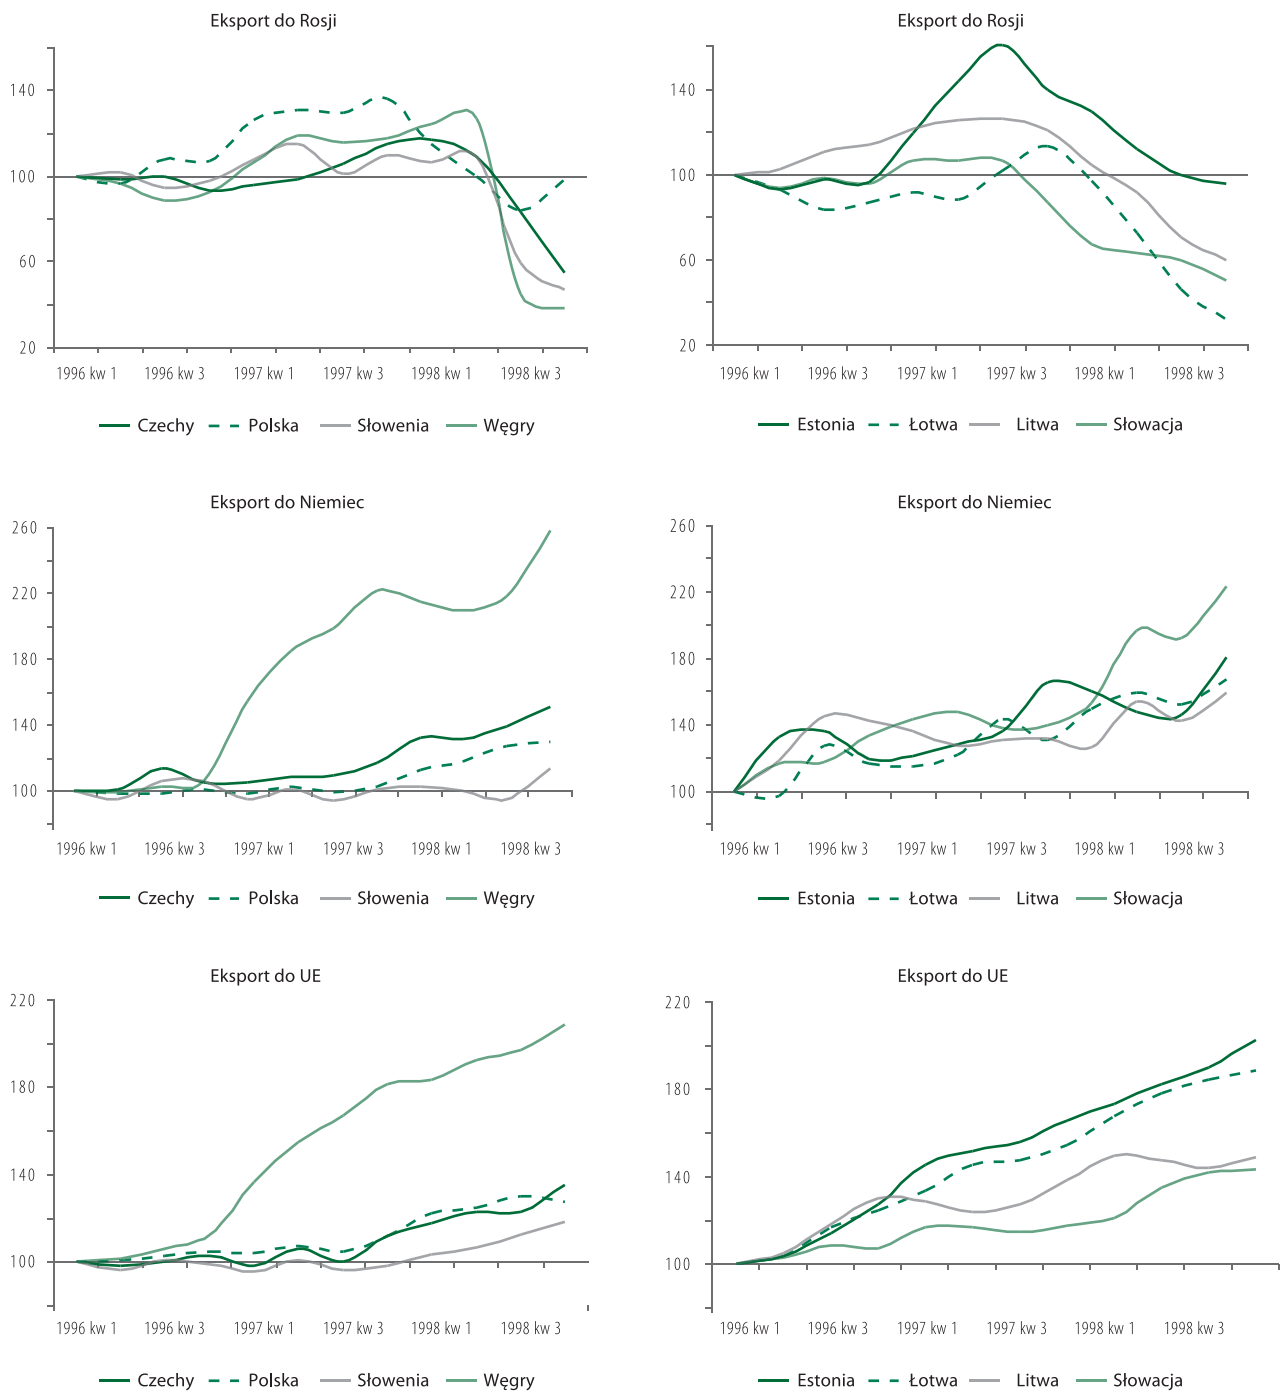 Eksport do Rosji
140
100
60
20
1996 kw 1 1996 kw 3 1997 kw 1 1997 kw 3 1998 kw 1 1998 kw 3
Czechy Polska Słowenia Węgry
Eksport do Rosji
140
100
60
20
1996 kw 1 1996 kw 3 1997 kw 1 1997 kw 3 1998 kw 1 1998 kw 3
Estonia Łotwa Litwa Słowacja
Eksport do Niemiec
260
220
180
140
100
1996 kw 1 1996 kw 3 1997 kw 1 1997 kw 3 1998 kw 1 1998 kw 3
Czechy Polska Słowenia Węgry
Eksport do Niemiec
260
220
180
140
100
1996 kw 1 1996 kw 3 1997 kw 1 1997 kw 3 1998 kw 1 1998 kw 3
Estonia Łotwa Litwa Słowacja
Eksport do UE
220
180
140
100
1996 kw 1 1996 kw 3 1997 kw 1 1997 kw 3 1998 kw 1 1998 kw 3
Czechy Polska Słowenia Węgry
Eksport do UE
220
180
140
100
1996 kw 1 1996 kw 3 1997 kw 1 1997 kw 3 1998 kw 1 1998 kw 3
Estonia Łotwa Litwa Słowacja